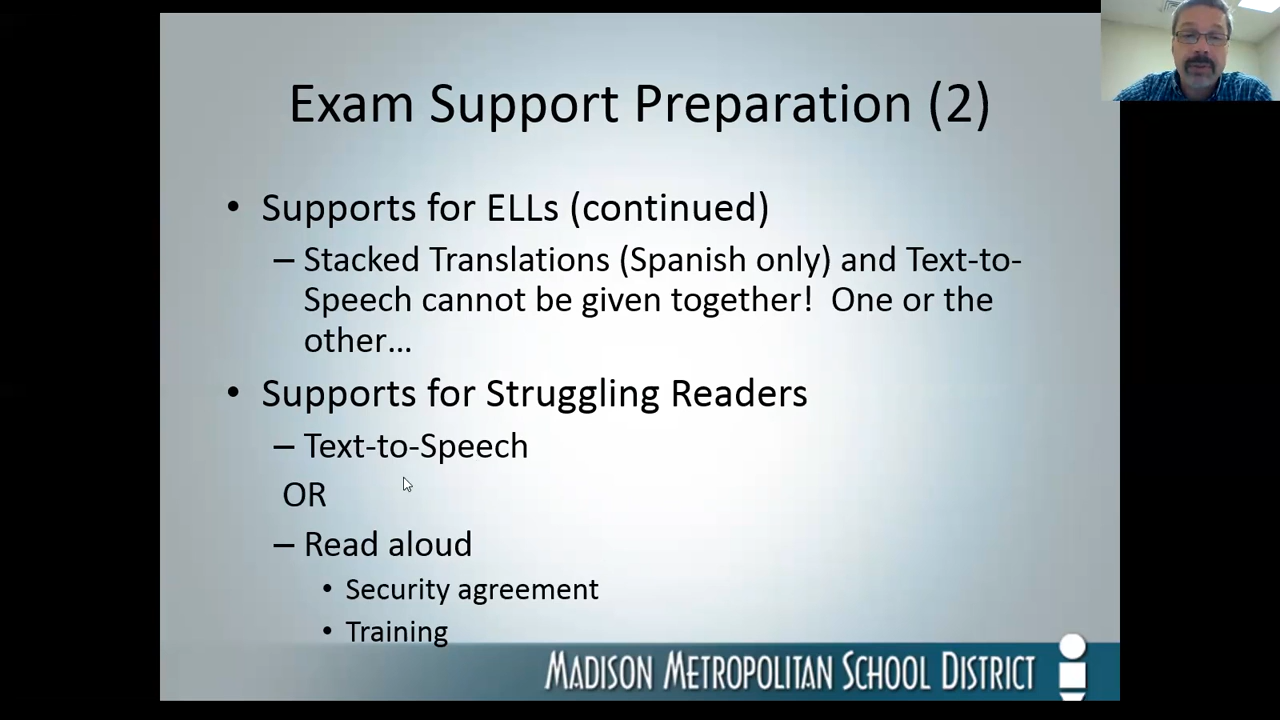 Exam Support Preparation (2)
• Supports for ELLs (continued)
– Stacked Translations (Spanish only) and Text-to-
Speech cannot be given together!  One or the
other…
• Supports for Struggling Readers
– Text-to-Speech
OR
– Read aloud
• Security agreement
• Training
MADISON METROPOLITAN SCHOOL DISTRICT